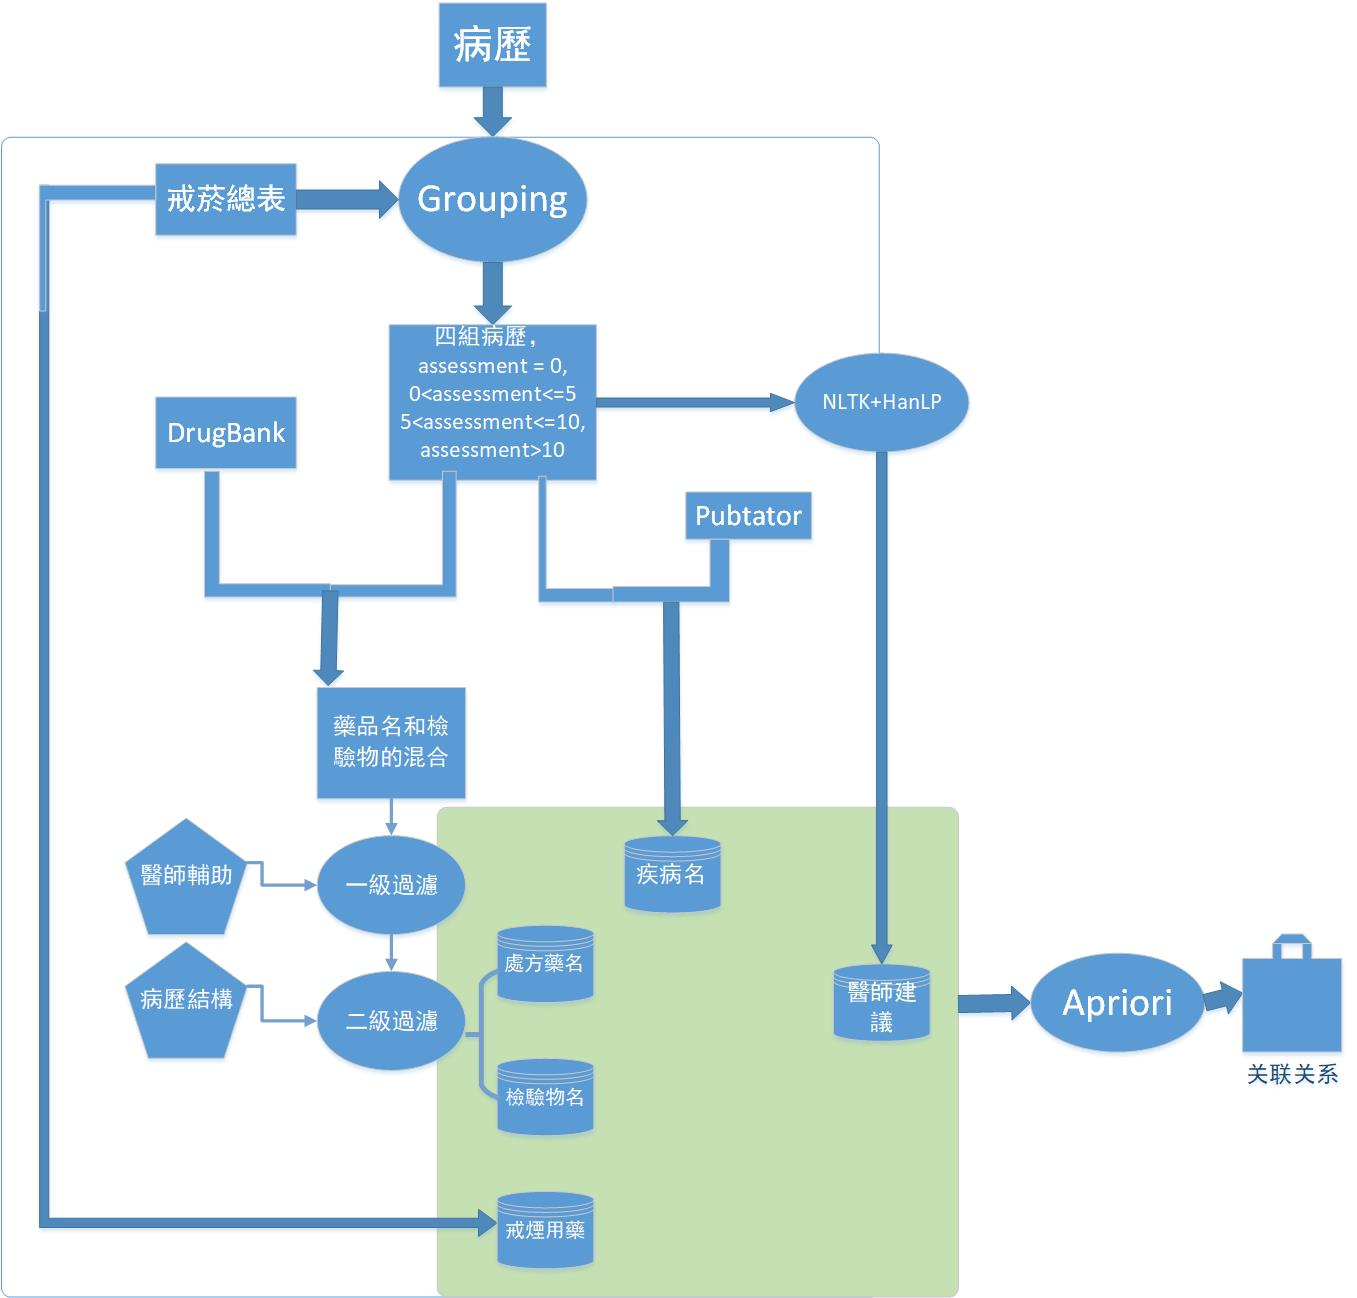 病歷
戒菸總表
Grouping
四組病歷，
assessment = 0,
0<assessment<=5
5<assessment<=10,
assessment>10
NLTK+HanLP
DrugBank
Pubtator
藥品名和檢
驗物的混合
醫師輔助
一級過濾
疾病名
病歷結構
二級過濾
處方藥名
檢驗物名
醫師建
議
Apriori
关联关系
戒煙用藥